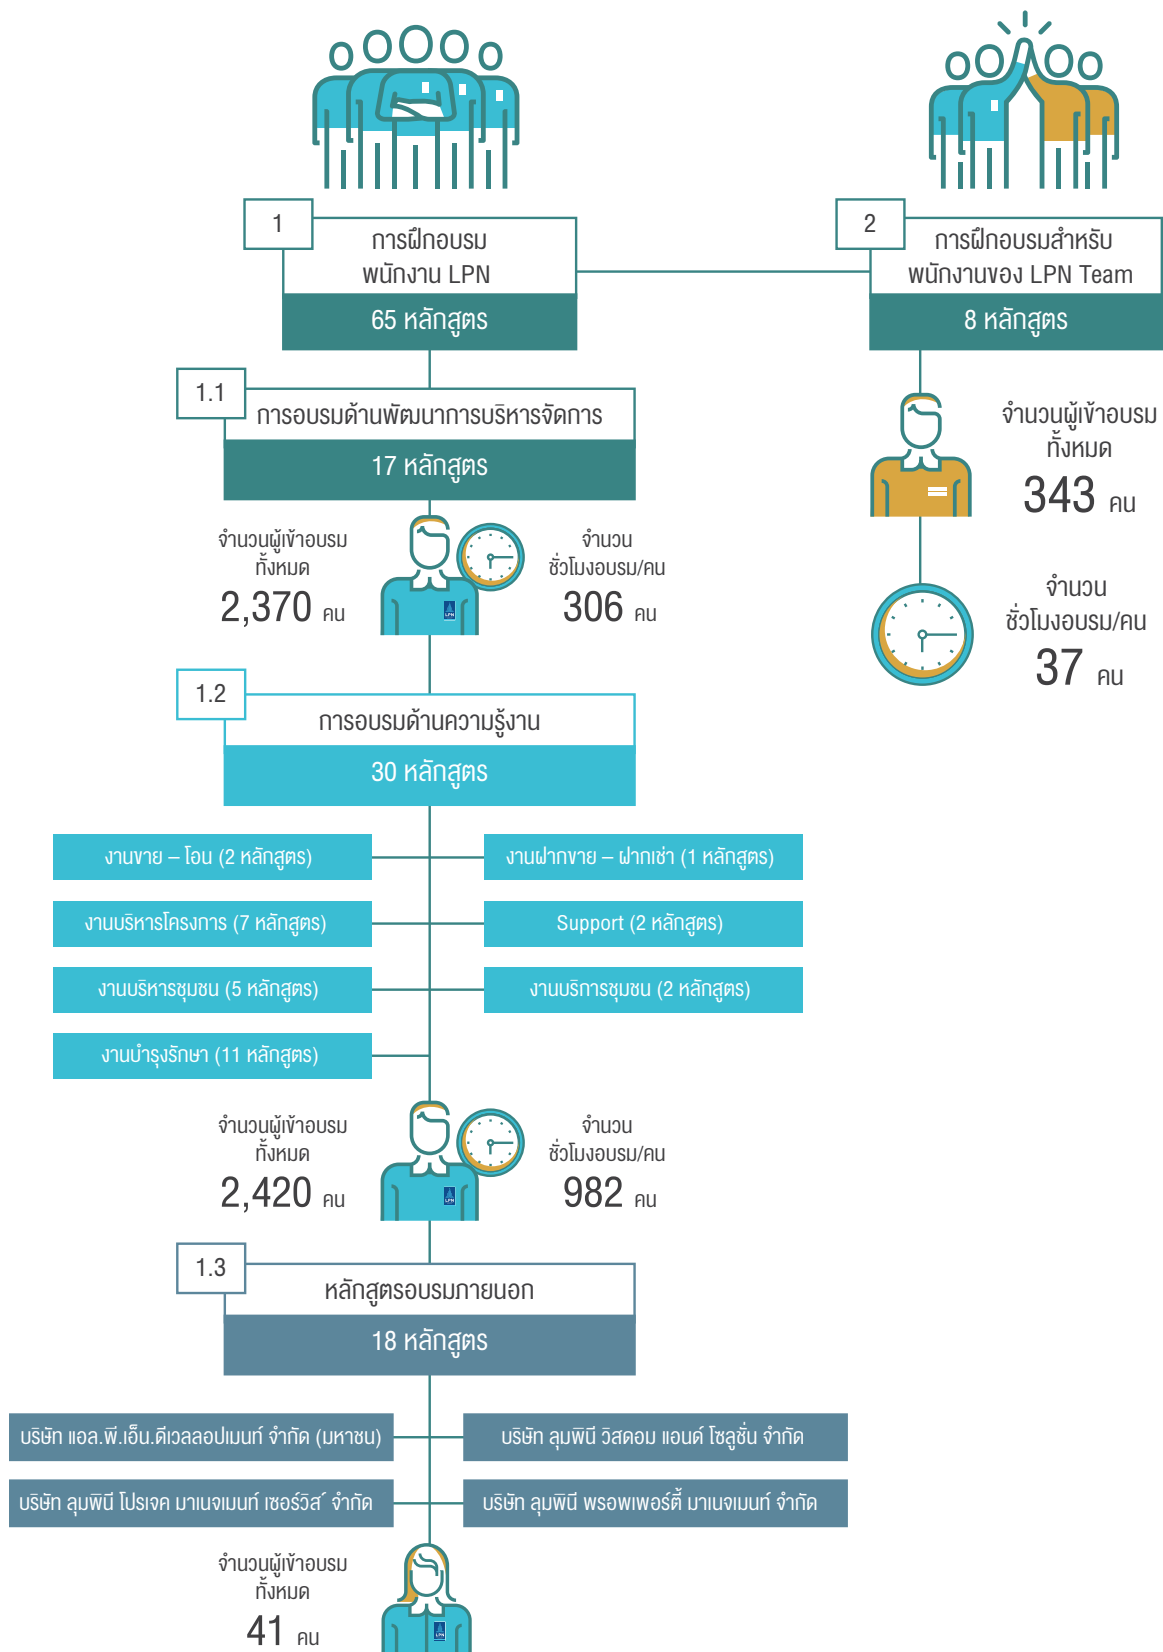 1
การฝึกอบรม
พนักงาน LPN
65 หลักสูตร
2
การฝึกอบรมสำหรับ
พนักงานของ LPN Team
8 หลักสูตร
จำนวนผู้เข้าอบรม
ทั้งหมด
343 คน
จำนวน
ชั่วโมงอบรม/คน
37 คน
1.1
การอบรมด้านพัฒนาการบริหารจัดการ
17 หลักสูตร
จำนวนผู้เข้าอบรม
ทั้งหมด
2,370 คน
LPN
จำนวน
ชั่วโมงอบรม/คน
306 คน
1.2
การอบรมด้านความรู้งาน
30 หลักสูตร
งานขาย – โอน (2 หลักสูตร)
งานฝากขาย – ฝากเช่า (1 หลักสูตร)
งานบริหารโครงการ (7 หลักสูตร)
Support (2 หลักสูตร)
งานบริหารชุมชน (5 หลักสูตร)
งานบริการชุมชน (2 หลักสูตร)
งานบำรุงรักษา (11 หลักสูตร)
จำนวนผู้เข้าอบรม
ทั้งหมด
2,420 คน
LPN
จำนวน
ชั่วโมงอบรม/คน
982 คน
1.3
หลักสูตรอบรมภายนอก
18 หลักสูตร
บริษัท แอล.พี.เอ็น.ดีเวลลอปเมนท์ จำกัด (มหาชน)
บริษัท ลุมพินี วิสดอม แอนด์ โซลูชั่น จำกัด
บริษัท ลุมพินี โปรเจค มาเนจเมนท์ เซอร์วิส์ จำกัด
บริษัท ลุมพินี พรอพเพอร์ตี้ มาเนจเมนท์ จำกัด
จำนวนผู้เข้าอบรม
ทั้งหมด
41 คน
LPN